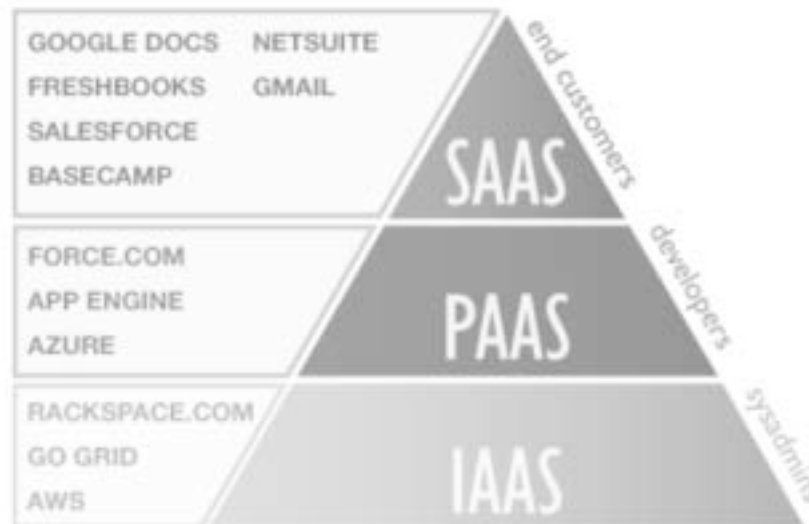 GOOGLE DOCS NETSUITE
FRESHBOOKS GMAIL
SALESFORCE
BASECAMP
SAAS
end customers
FORCE.COM
APP ENGINE
AZURE
PAAS
developers
RACKSPACE.COM
GO GRID
AWS
IAAS
sysadmins